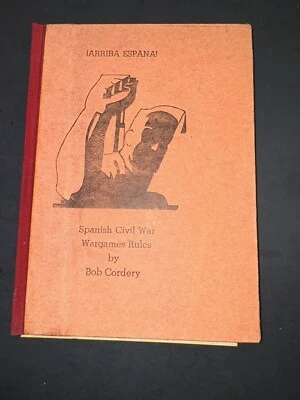 ¡ARRIBA ESPANA!
Spanish Civil War
Wargames Rules
by
Bob Cordery